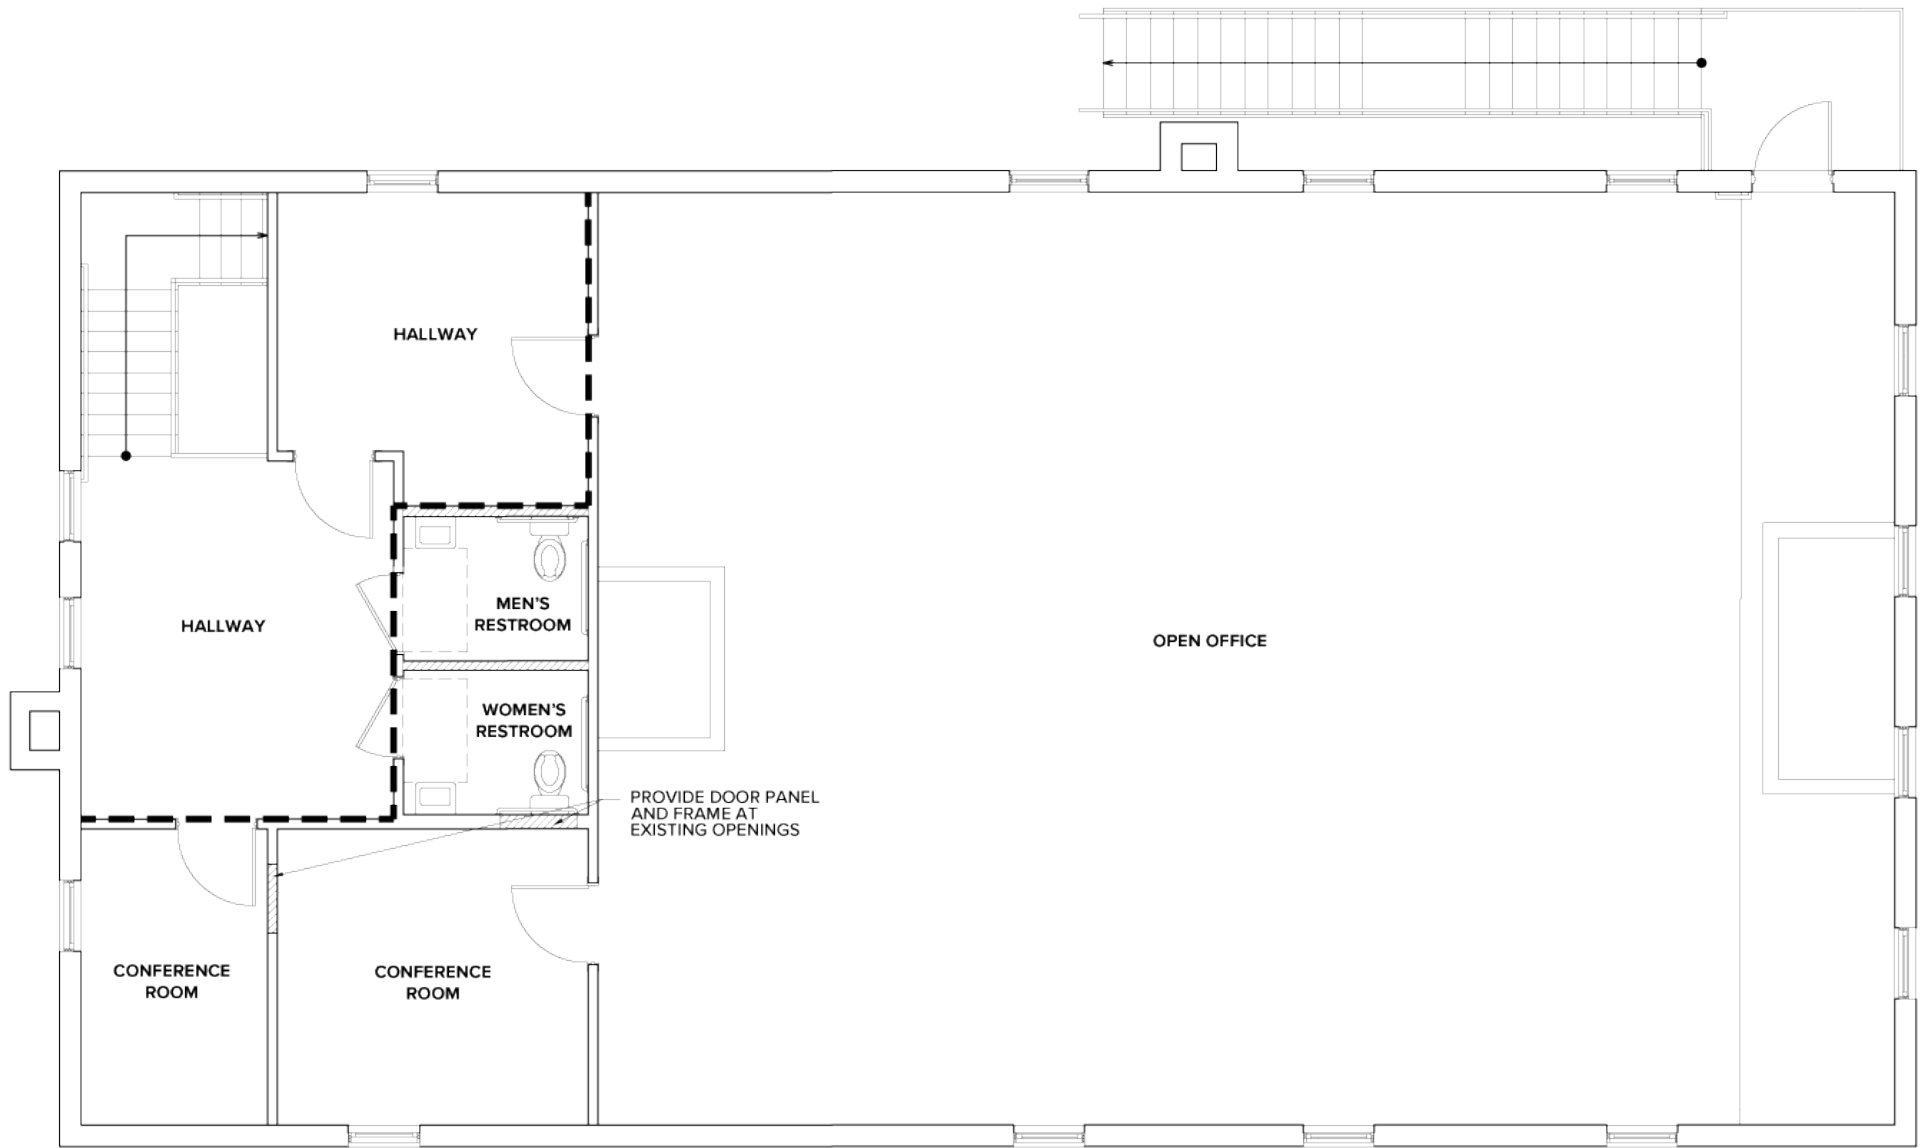 HALLWAY
HALLWAY
MEN'S
RESTROOM
OPEN OFFICE
WOMEN'S
RESTROOM
PROVIDE DOOR PANEL
AND FRAME AT
EXISTING OPENINGS
CONFERENCE
ROOM
CONFERENCE
ROOM